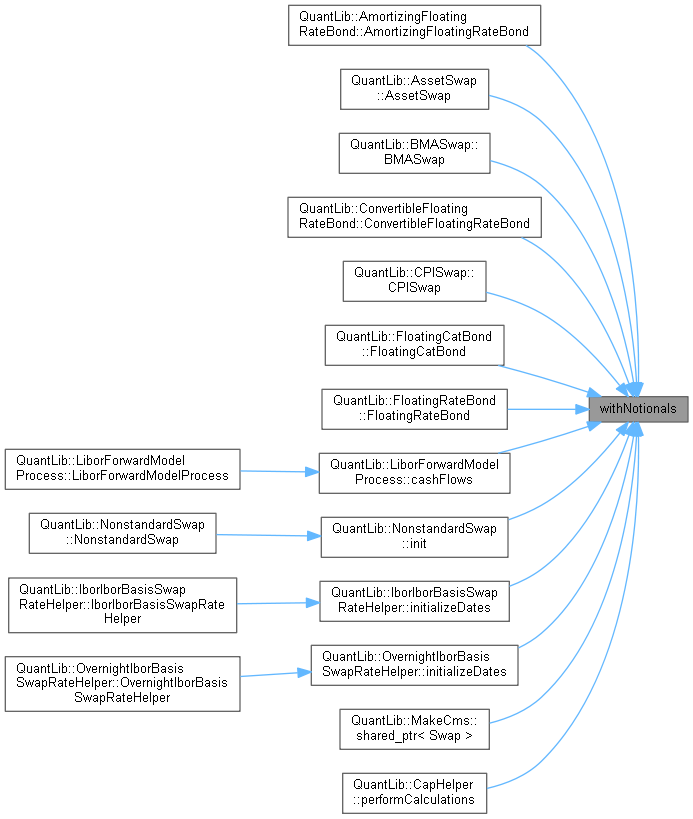 QuantLib::AmortizingFloating
RateBond::AmortizingFloatingRateBond
QuantLib::AssetSwap
::AssetSwap
QuantLib::BMASwap::
BMASwap
QuantLib::ConvertibleFloating
RateBond::ConvertibleFloatingRateBond
QuantLib::CPISwap::
CPISwap
QuantLib::FloatingCatBond
::FloatingCatBond
QuantLib::FloatingRateBond
::FloatingRateBond
withNotionals
QuantLib::LiborForwardModel
Process::LiborForwardModelProcess
QuantLib::LiborForwardModel
Process::cashFlows
QuantLib::NonstandardSwap
::NonstandardSwap
QuantLib::NonstandardSwap
::init
QuantLib::IborIborBasisSwap
RateHelper::IborIborBasisSwapRate
Helper
QuantLib::IborIborBasisSwap
RateHelper::initializeDates
QuantLib::OvernightIborBasis
SwapRateHelper::OvernightIborBasis
SwapRateHelper
QuantLib::OvernightIborBasis
SwapRateHelper::initializeDates
QuantLib::MakeCms::
shared_ptr< Swap >
QuantLib::CapHelper
::performCalculations